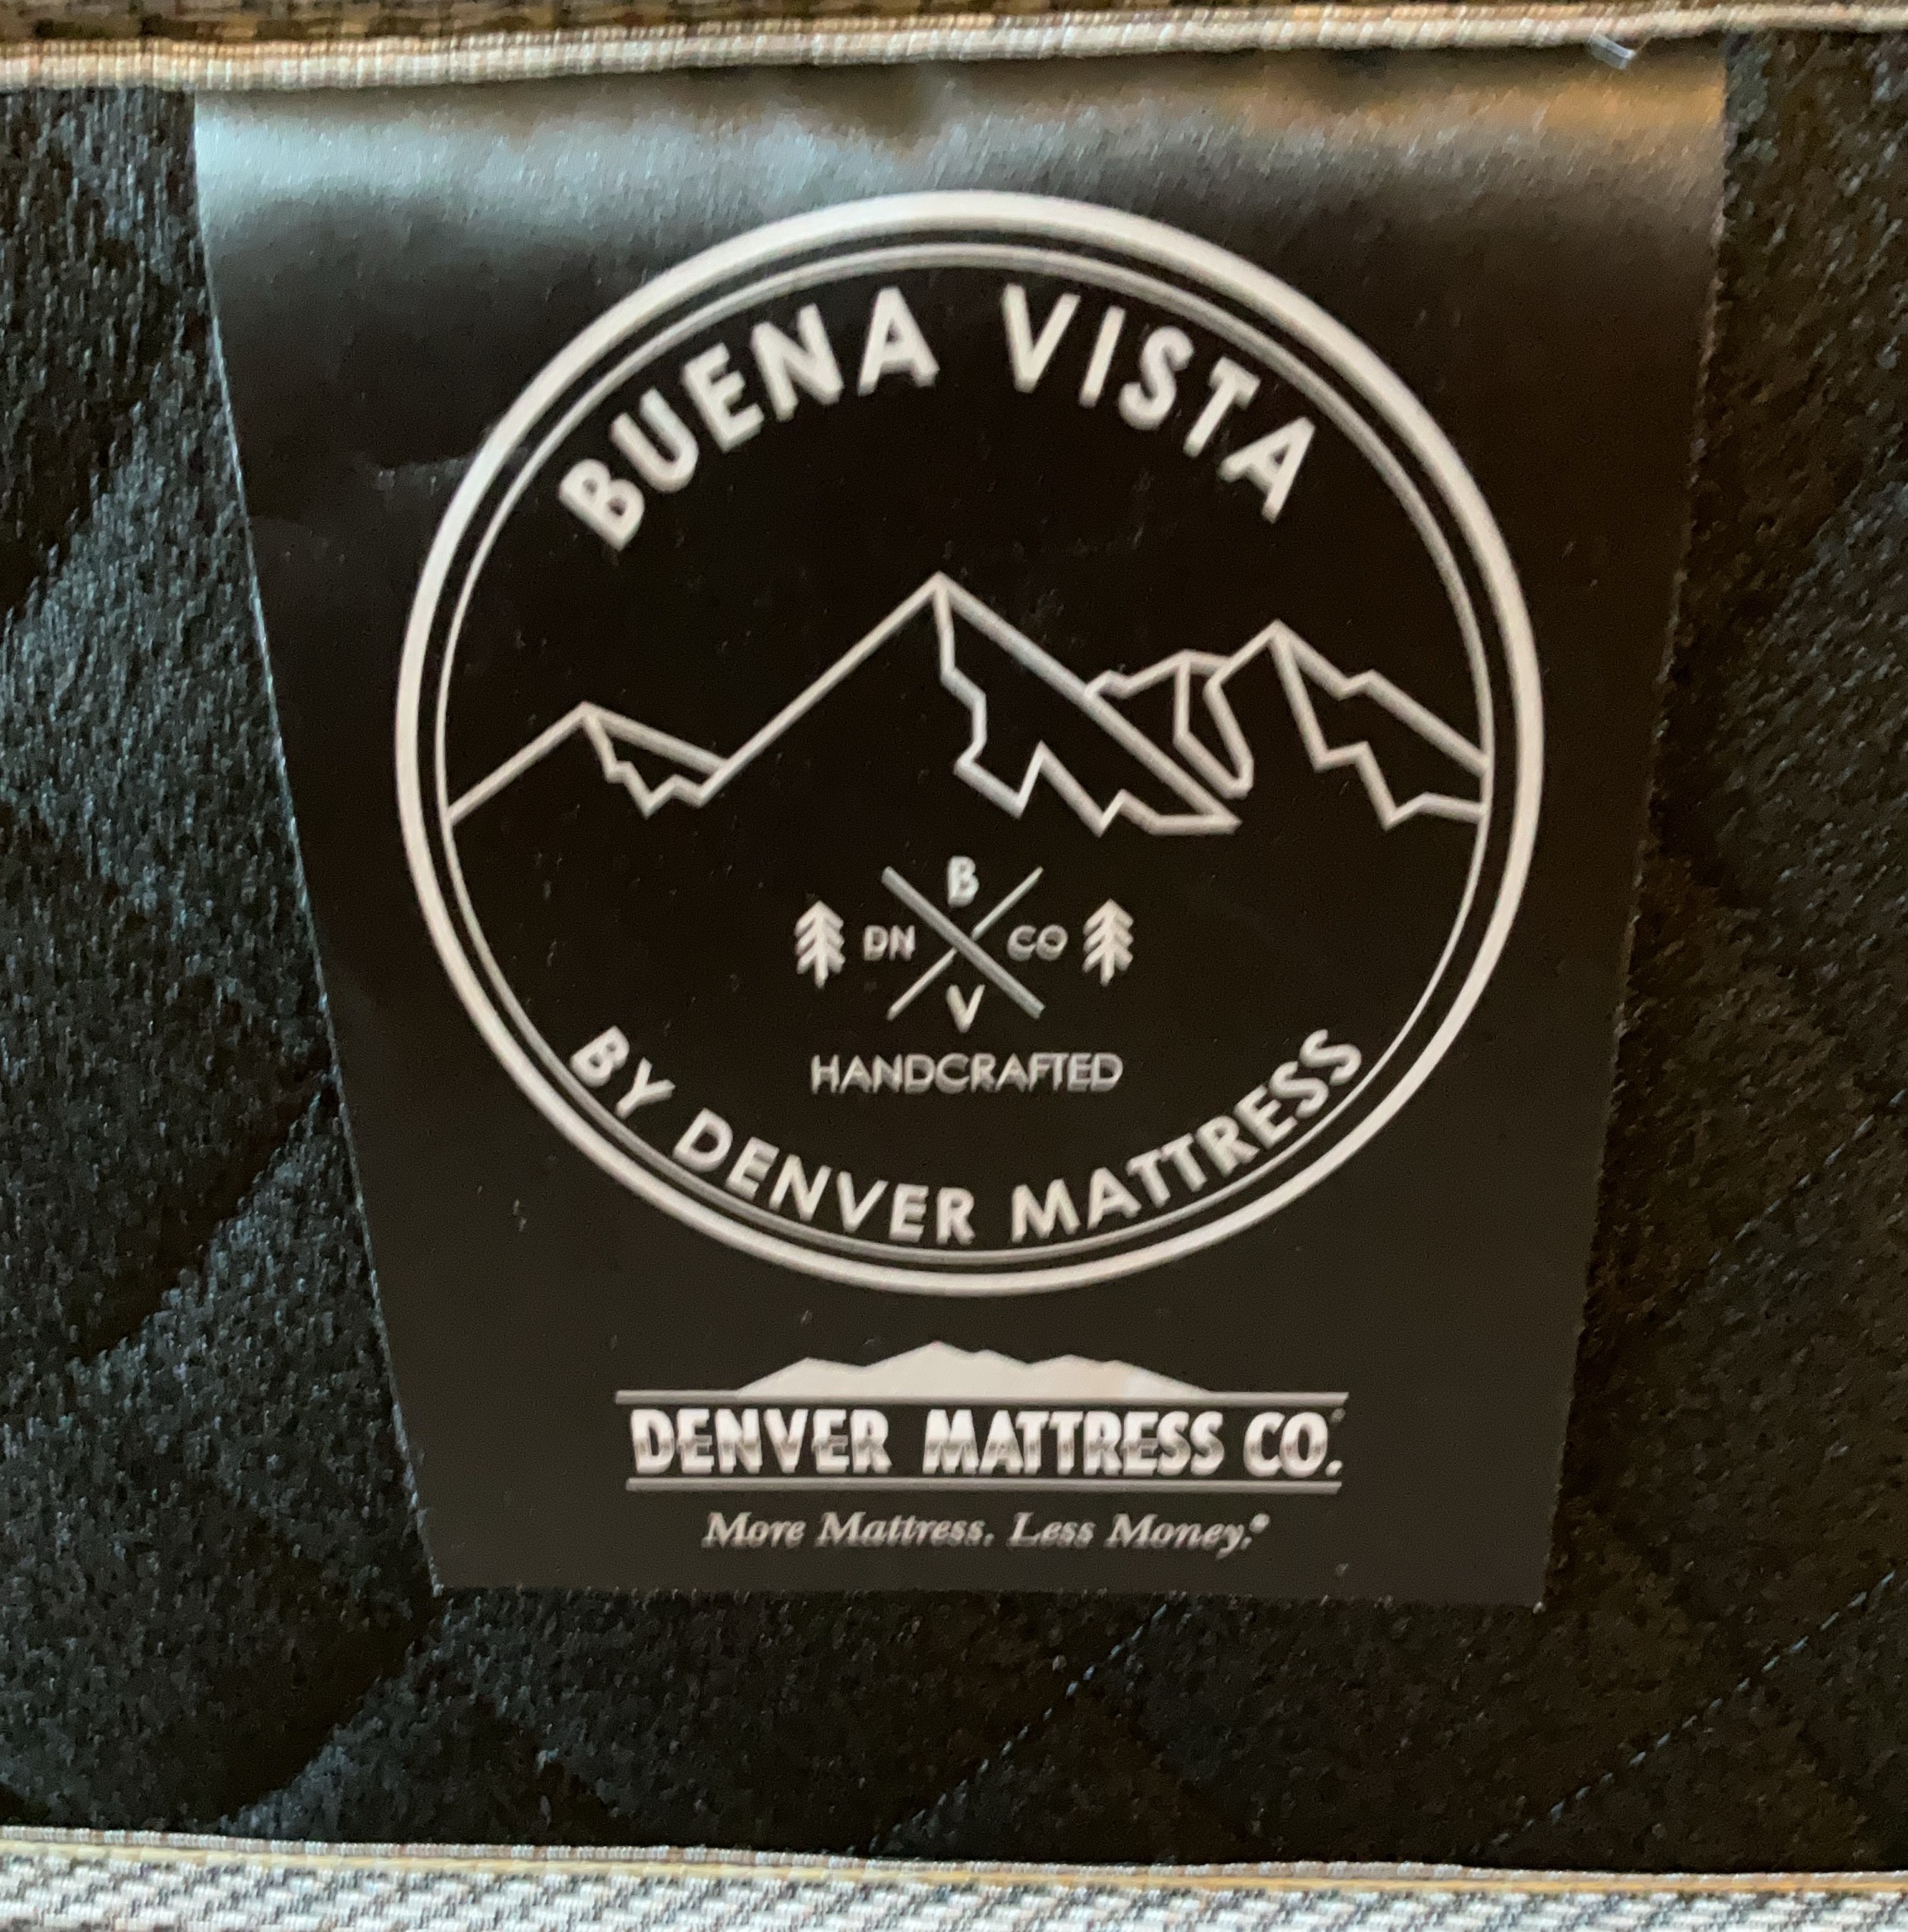 BUENA VISTA
B
DN CO
V
HANDCRAFTED
BY DENVER MATTRESS
DENVER MATTRESS CO.®
More Mattress. Less Money.®